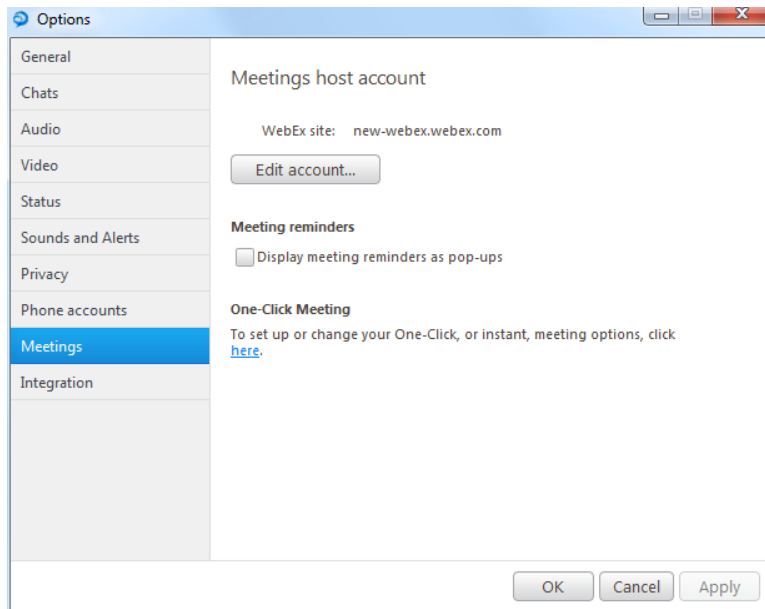 Options
General
Chats
Audio
Video
Status
Sounds and Alerts
Privacy
Phone accounts
Meetings
Integration
Meetings host account
WebEx site: new-webex.webex.com
Edit account...
Meeting reminders
Display meeting reminders as pop-ups
One-Click Meeting
To set up or change your One-Click, or instant, meeting options, click
here.
OK Cancel Apply